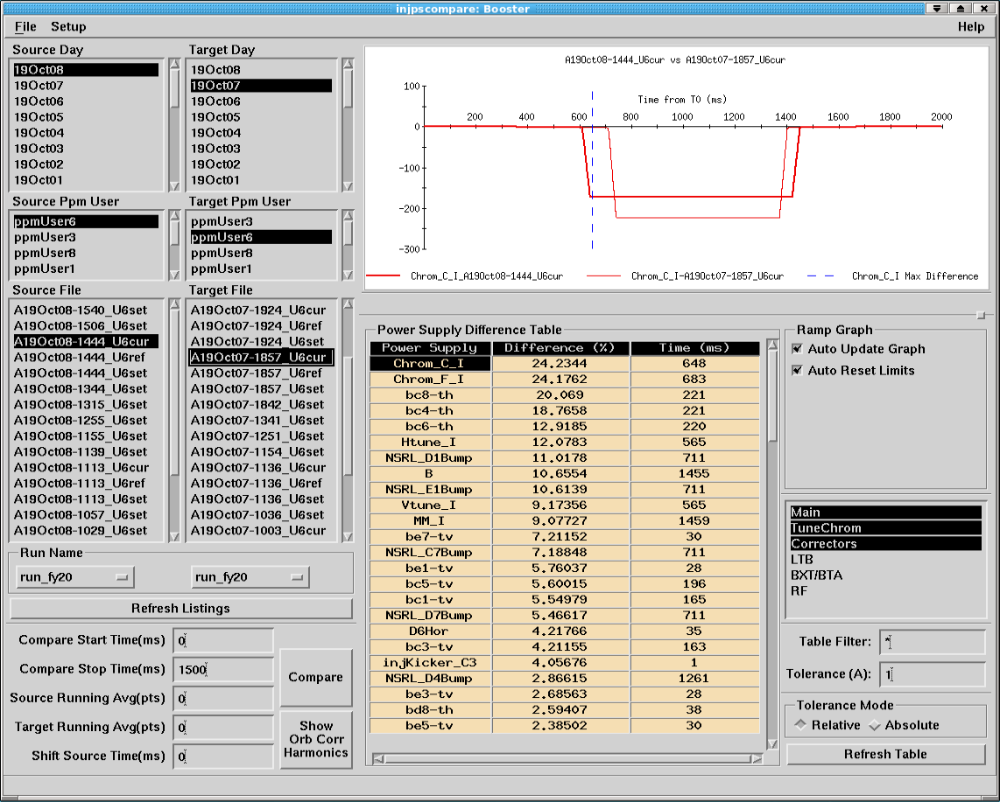 injpscompare: Booster
File Setup Help
Source Day
19Oct08
19Oct07
19Oct06
19Oct05
19Oct04
19Oct03
19Oct02
19Oct01
Target Day
19Oct08
19Oct07
19Oct06
19Oct05
19Oct04
19Oct03
19Oct02
19Oct01
Source Ppm User
ppmUser6
ppmUser3
ppmUser8
ppmUser1
Target Ppm User
ppmUser3
ppmUser6
ppmUser8
ppmUser1
Source File
A19Oct08-1540_U6set
A19Oct08-1506_U6set
A19Oct08-1444_U6cur
A19Oct08-1444_U6ref
A19Oct08-1444_U6set
A19Oct08-1344_U6set
A19Oct08-1315_U6set
A19Oct08-1255_U6set
A19Oct08-1155_U6set
A19Oct08-1139_U6set
A19Oct08-1113_U6cur
A19Oct08-1113_U6ref
A19Oct08-1113_U6set
A19Oct08-1057_U6set
A19Oct08-1029_U6set
Target File
A19Oct07-1924_U6cur
A19Oct07-1924_U6ref
A19Oct07-1924_U6set
A19Oct07-1857_U6cur
A19Oct07-1857_U6ref
A19Oct07-1857_U6set
A19Oct07-1842_U6set
A19Oct07-1341_U6set
A19Oct07-1251_U6set
A19Oct07-1154_U6set
A19Oct07-1136_U6cur
A19Oct07-1136_U6ref
A19Oct07-1136_U6set
A19Oct07-1036_U6set
A19Oct07-1003_U6cur
Run Name
run_fy20 run_fy20
Refresh Listings
Compare Start Time(ms) 0
Compare Stop Time(ms) 1500
Source Running Avg(pts) 0
Target Running Avg(pts) 0
Shift Source Time(ms) 0
Compare
Show
Orb Corr
Harmonics
A19Oct08-1444_U6cur vs A19Oct07-1857_U6cur
Time from T0 (ms)
200 400 600 800 1000 1200 1400 1600 1800 2000
100
0
-100
-200
-300
Chrom_C_I_A19Oct08-1444_U6cur Chrom_C_I-A19Oct07-1857_U6cur Chrom_C_I Max Difference
Power Supply Difference Table
Power Supply Difference (%) Time (ms)
Chrom_C_I 24.2344 648
Chrom_F_I 24.1762 683
bc8-th 20.069 221
bc4-th 18.7658 221
bc6-th 12.9185 220
Htune_I 12.0783 565
NSRL_D1Bump 11.0178 711
B 10.6554 1455
NSRL_E1Bump 10.6139 711
Vtune_I 9.17356 565
MM_I 9.07727 1459
be7-tv 7.21152 30
NSRL_C7Bump 7.18848 711
be1-tv 5.76037 28
bc5-tv 5.60015 196
bc1-tv 5.54979 165
NSRL_D7Bump 5.46617 711
D6Hor 4.21766 35
bc3-tv 4.21155 163
injKicker_C3 4.05676 1
NSRL_D4Bump 2.86615 1261
be3-tv 2.68563 28
bd8-th 2.59407 38
be5-tv 2.38502 30
Ramp Graph
Auto Update Graph
Auto Reset Limits
Main
TuneChrom
Correctors
LTB
BXT/BTA
RF
Table Filter: *
Tolerance (A): 1
Tolerance Mode
Relative Absolute
Refresh Table